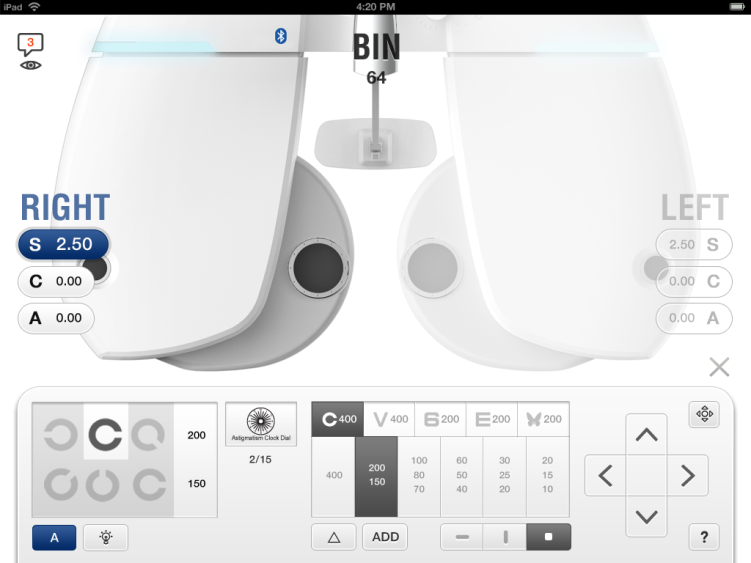 iPad 4:20 PM
3
BIN
64
RIGHT
S 2.50
C 0.00
A 0.00
LEFT
2.50 S
0.00 C
0.00 A
200
150
Astigmatism Clock Dial
2/15
C 400 V 400 6 200 E 200 200
400
200
150
100
80
70
60
50
40
30
25
20
20
15
10
A
ADD
?